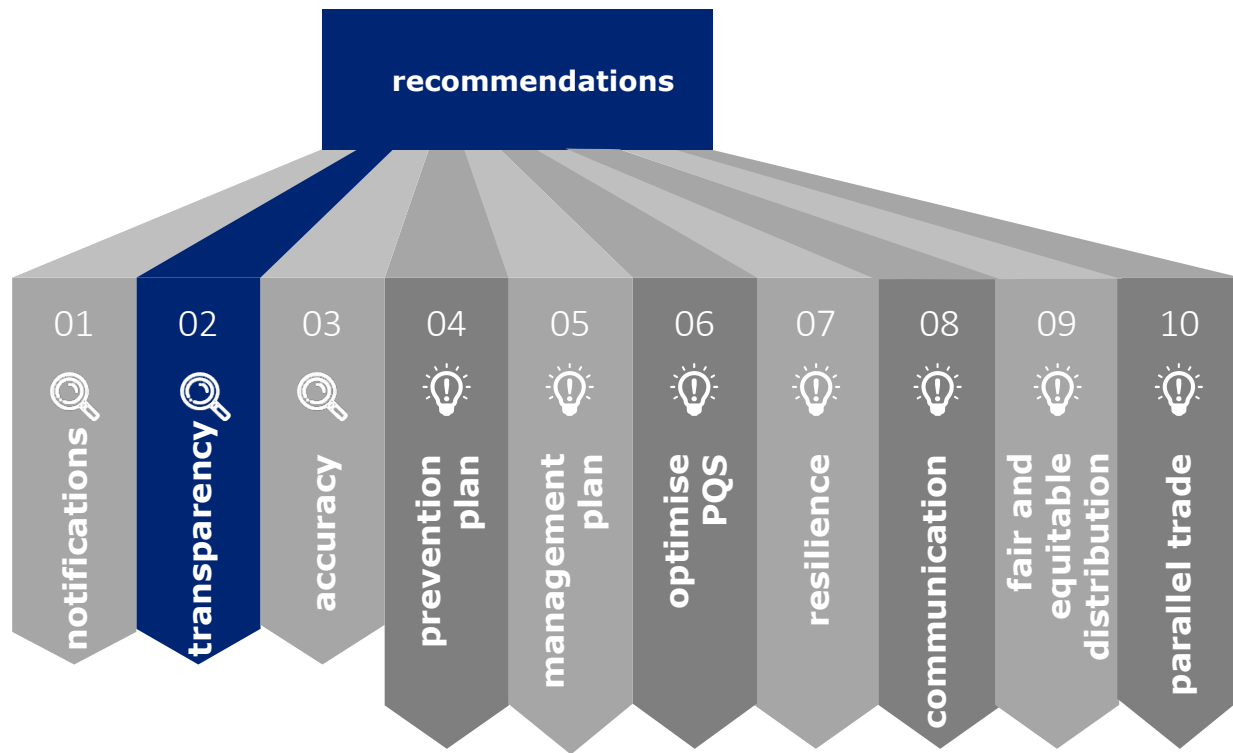 recommendations
01
notifications
02
transparency
03
accuracy
04
prevention
plan
05
management
plan
06
optimise
PQS
07
resilience
08
communication
09
fair and
equitable
distribution
10
parallel trade